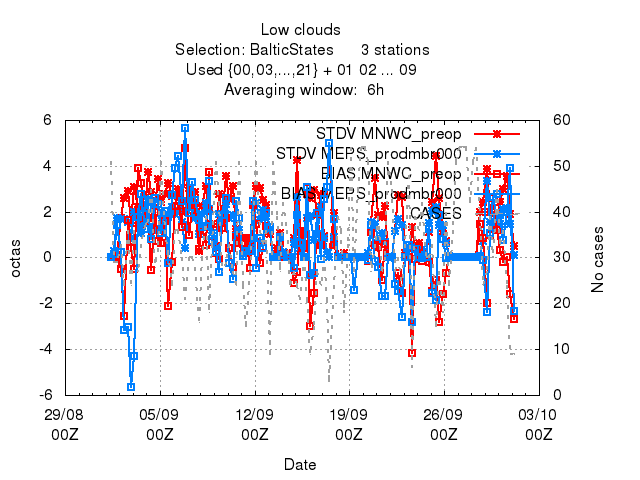 Low clouds
Selection: BalticStates 3 stations
Used {00,03,...,21} + 01 02 ... 09
Averaging window: 6h
6 60
STDV MNWC_preop
STDV MEPS_prodmbr000
4 50
BIAS MNWC_preop
BIAS MEPS_prodmbr000
2 CASES 40
octas
0 30
No cases
-2 20
-4 10
-6 0
29/08 05/09 12/09 19/09 26/09 03/10
00Z 00Z 00Z 00Z 00Z 00Z
Date